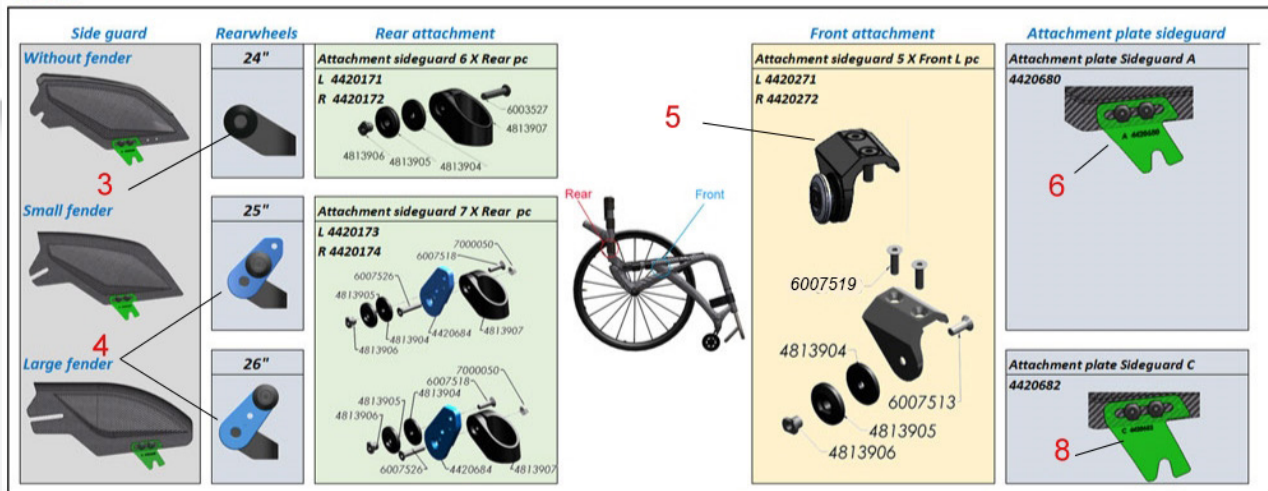 Side guard
Rearwheels
Rear attachment
Front attachment
Attachment plate sideguard
Without fender
3
Small fender
4
Large fender
24"
25"
26"
Attachment sideguard 6 X Rear pc
L 4420171
R 4420172
6003527
4813907
4813906
4813905
4813904
Attachment sideguard 7 X Rear pc
L 4420173
R 4420174
7000050
6007518
6007526
4813905
4813904
4420684
4813907
4813906
7000050
6007518
4813904
4813905
4813906
6007526
4420684
4813907
Rear
Front
Attachment sideguard 5 X Front L pc
L 4420271
R 4420272
5
6007519
4813904
6007513
4813905
4813906
Attachment plate Sideguard A
4420680
A 4420680
6
Attachment plate Sideguard C
4420682
C 4420682
8